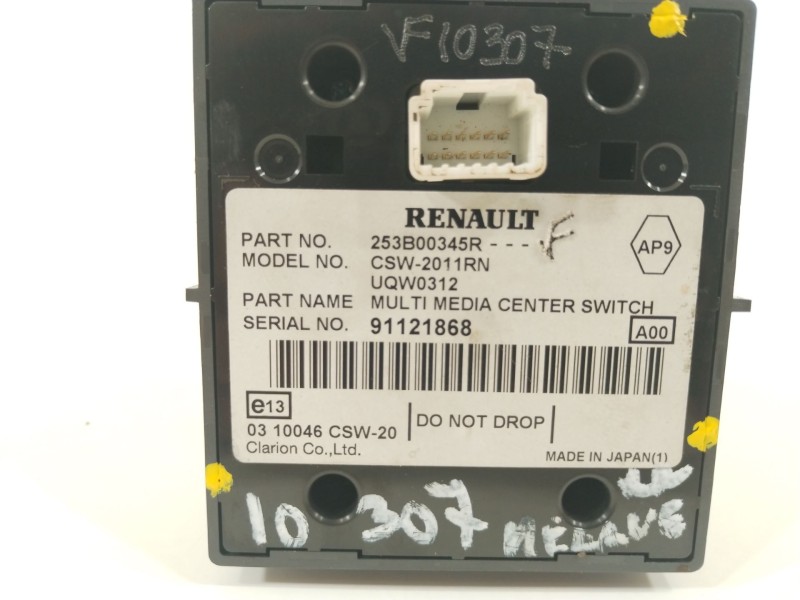 VF10307
RENAULT
PART NO. 253B00345R - - - F
MODEL NO. CSW-2011RN
UQW0312
AP9
PART NAME MULTI MEDIA CENTER SWITCH
SERIAL NO. 91121868
A00
e13
03 10046 CSW-20
DO NOT DROP
Clarion Co.,Ltd.
MADE IN JAPAN(1)
10 307